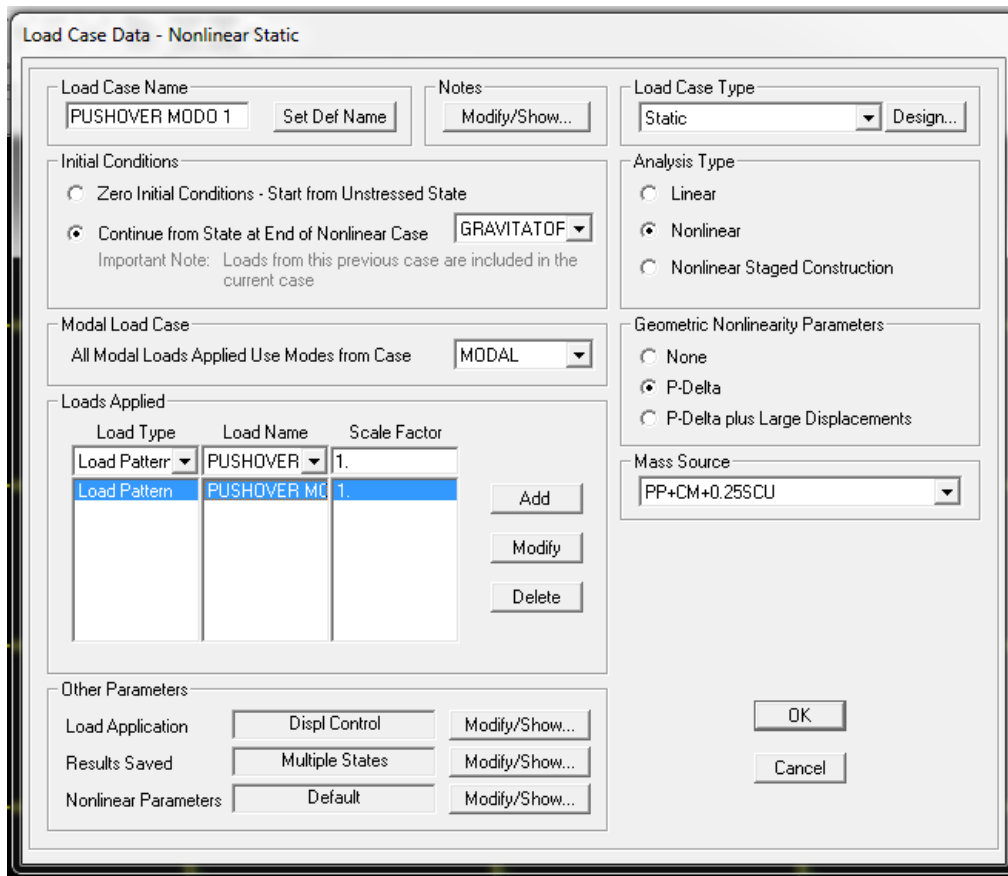 Load Case Data - Nonlinear Static
Load Case Name
PUSHOVER MODO 1
Set Def Name
Notes
Modify/Show...
Load Case Type
Static
Design...
Initial Conditions
Zero Initial Conditions - Start from Unstressed State
Continue from State at End of Nonlinear Case
GRAVITATOF
Important Note: Loads from this previous case are included in the
current case
Analysis Type
Linear
Nonlinear
Nonlinear Staged Construction
Modal Load Case
All Modal Loads Applied Use Modes from Case
MODAL
Geometric Nonlinearity Parameters
None
P-Delta
P-Delta plus Large Displacements
Loads Applied
Load Type Load Name Scale Factor
Load Pattern PUSHOVER 1.
Load Pattern PUSHOVER MO 1.
Add
Modify
Delete
Mass Source
PP+CM+0.25SCU
Other Parameters
Load Application Displ Control Modify/Show...
Results Saved Multiple States Modify/Show...
Nonlinear Parameters Default Modify/Show...
OK
Cancel